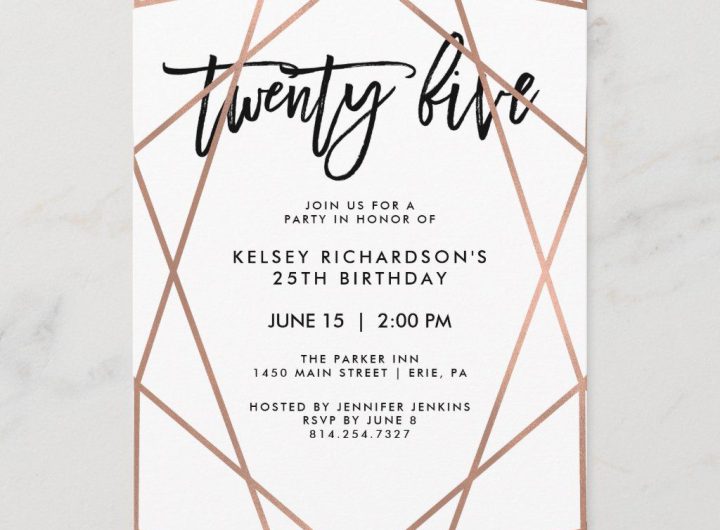 twenty five
JOIN US FOR A
PARTY IN HONOR OF
KELSEY RICHARDSON'S
25TH BIRTHDAY
JUNE 15 | 2:00 PM
THE PARKER INN
1450 MAIN STREET | ERIE, PA
HOSTED BY JENNIFER JENKINS
RSVP BY JUNE 8
814.254.7327